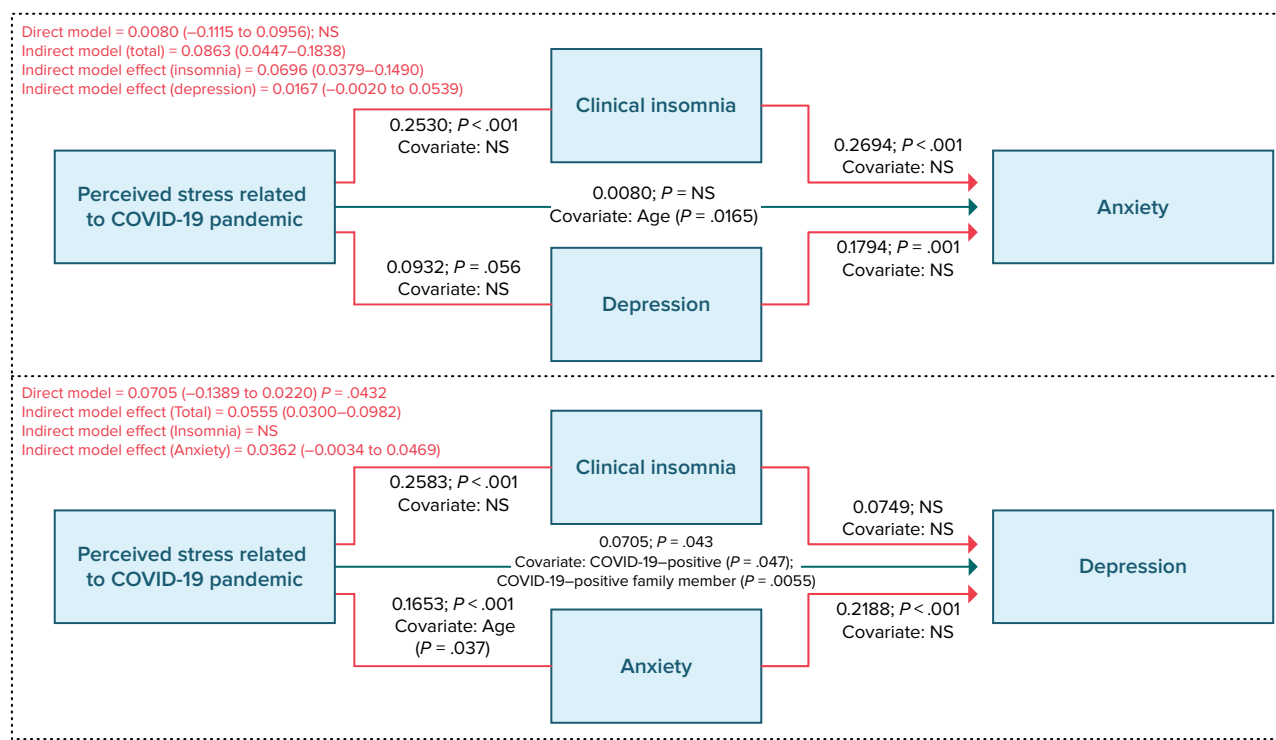 Direct model = 0.0080 (–0.1115 to 0.0956); NS
Indirect model (total) = 0.0863 (0.0447–0.1838)
Indirect model effect (insomnia) = 0.0696 (0.0379–0.1490)
Indirect model effect (depression) = 0.0167 (–0.0020 to 0.0539)
Clinical insomnia
0.2530; P < .001
Covariate: NS
0.2694; P < .001
Covariate: NS
Perceived stress related
to COVID-19 pandemic
0.0080; P = NS
Covariate: Age (P = .0165)
Anxiety
0.0932; P = .056
Covariate: NS
0.1794; P = .001
Covariate: NS
Depression
Direct model = 0.0705 (–0.1389 to 0.0220) P = .0432
Indirect model effect (Total) = 0.0555 (0.0300–0.0982)
Indirect model effect (Insomnia) = NS
Indirect model effect (Anxiety) = 0.0362 (–0.0034 to 0.0469)
Clinical insomnia
0.2583; P < .001
Covariate: NS
0.0749; NS
Covariate: NS
Perceived stress related
to COVID-19 pandemic
0.0705; P = .043
Covariate: COVID-19–positive (P = .047);
COVID-19–positive family member (P = .0055)
Depression
0.1653; P < .001
Covariate: Age
(P = .037)
0.2188; P < .001
Covariate: NS
Anxiety